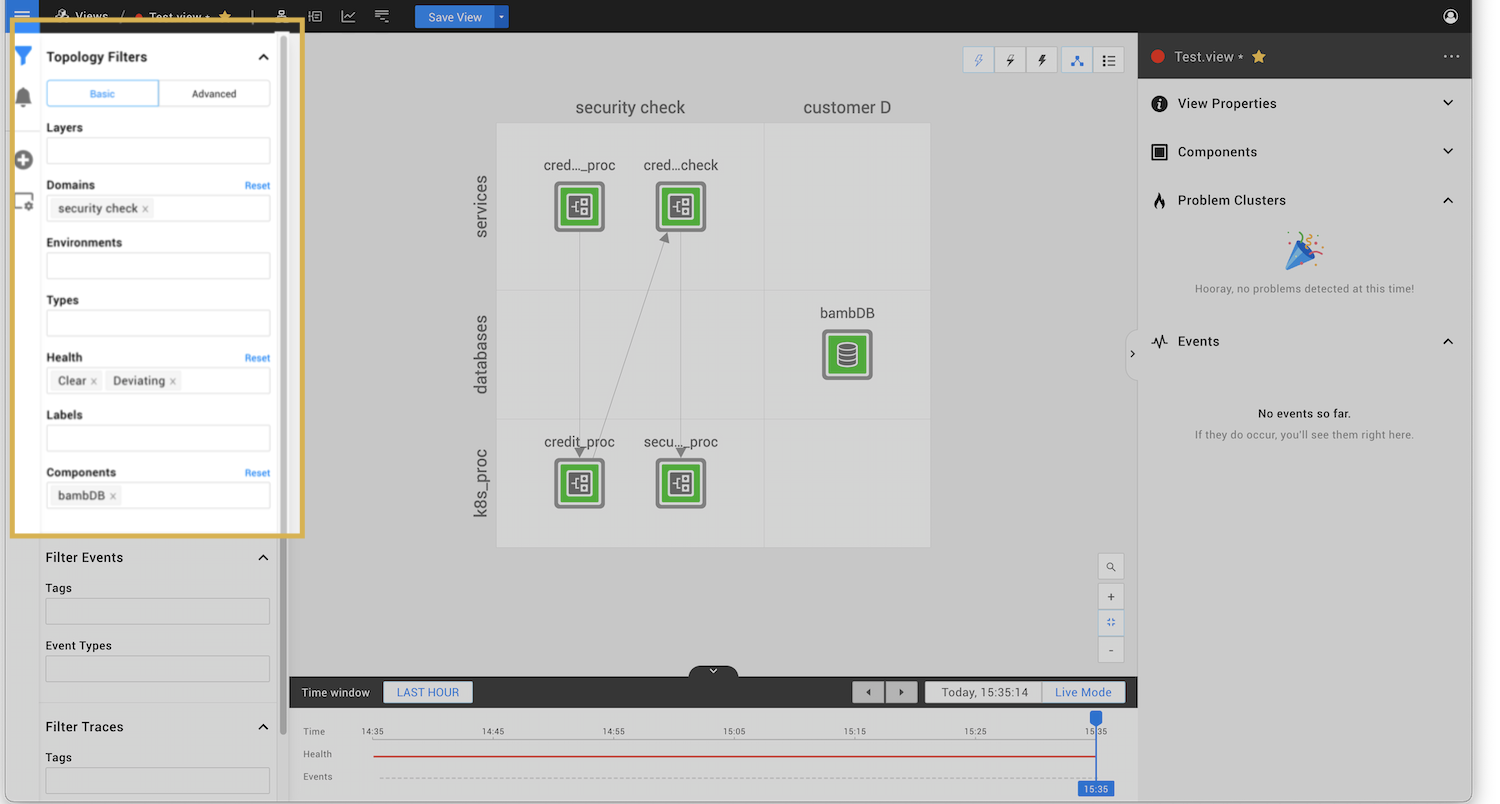 Views / Test.view *
Save View
Topology Filters
Basic
Advanced
Layers
Domains
Reset
security check ×
Environments
Types
Health
Reset
Clear ×
Deviating ×
Labels
Components
Reset
bambDB ×
Filter Events
Tags
Event Types
Filter Traces
Tags
security check
customer D
services
databases
k8s_proc
cred..._proc
cred...check
bambDB
credit_proc
secu..._proc
+
-
Time window
LAST HOUR
Today, 15:35:14
Live Mode
Time
14:35
14:45
14:55
15:05
15:15
15:25
15:35
Health
Events
15:35
Test.view *
View Properties
Components
Problem Clusters
Hooray, no problems detected at this time!
Events
No events so far.
If they do occur, you'll see them right here.